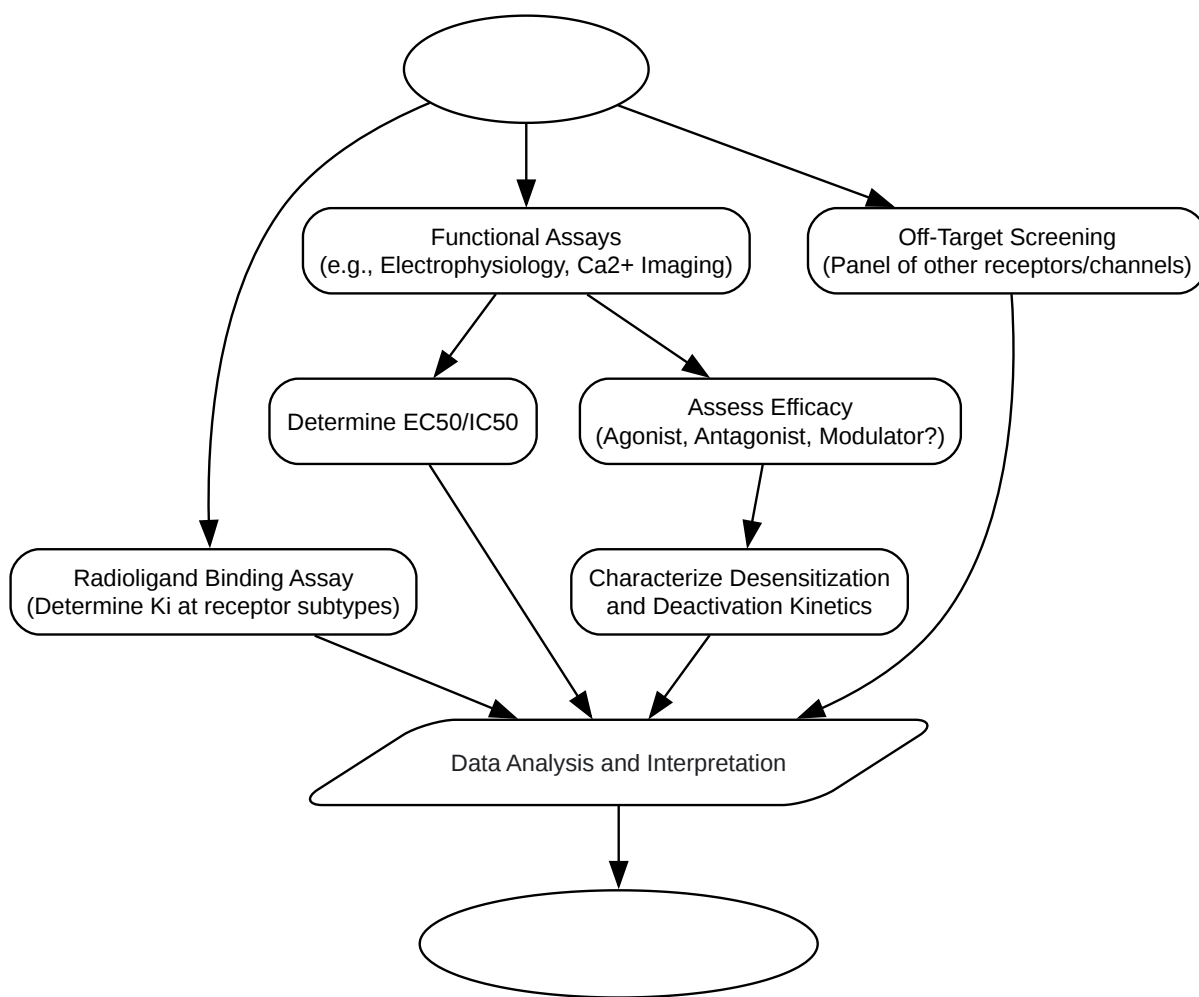 Functional Assays
(e.g., Electrophysiology, Ca2+ Imaging)
Off-Target Screening
(Panel of other receptors/channels)
Determine EC50/IC50
Assess Efficacy
(Agonist, Antagonist, Modulator?)
Radioligand Binding Assay
(Determine Ki at receptor subtypes)
Characterize Desensitization
and Deactivation Kinetics
Data Analysis and Interpretation